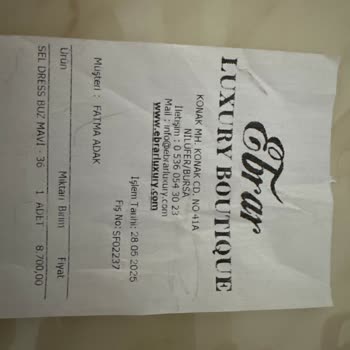 Ebrar
LUXURY BOUTIQUE
KONAK MH. KONAK CD. NO:41A
NİLÜFER/BURSA
İletişim : 0 536 054 30 23
Mail : info@ebrarluxury.com
www.ebrarluxury.com
İşlem Tarihi: 28.05.2025
Fiş No: SF02237
Müşteri : FATMA ADAK
Ürün Miktarı Birim Fiyat
SEL DRESS BUZ MAVİ - 36 1 ADET 8.700,00